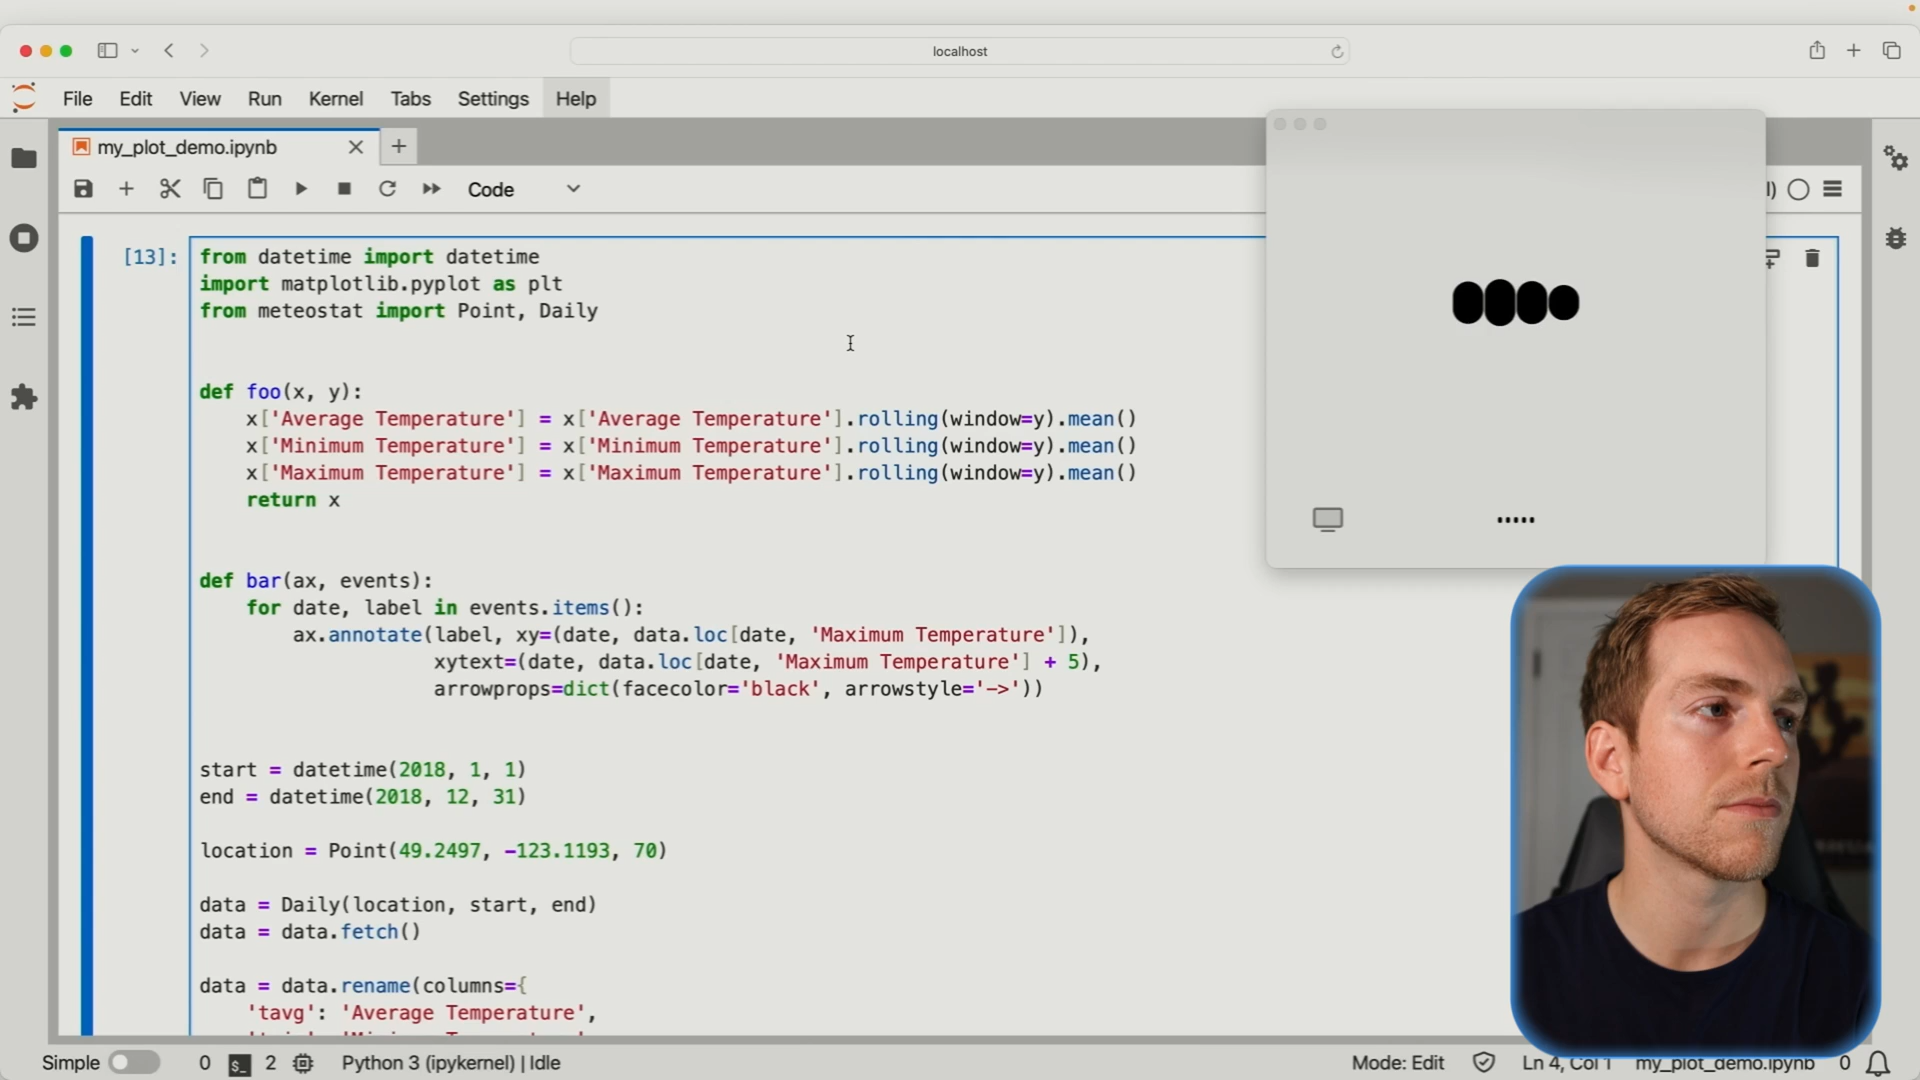 localhost
File Edit View Run Kernel Tabs Settings Help
my_plot_demo.ipynb
Code
[13]:
from datetime import datetime
import matplotlib.pyplot as plt
from meteostat import Point, Daily
def foo(x, y):
x['Average Temperature'] = x['Average Temperature'].rolling(window=y).mean()
x['Minimum Temperature'] = x['Minimum Temperature'].rolling(window=y).mean()
x['Maximum Temperature'] = x['Maximum Temperature'].rolling(window=y).mean()
return x
def bar(ax, events):
for date, label in events.items():
ax.annotate(label, xy=(date, data.loc[date, 'Maximum Temperature']),
xytext=(date, data.loc[date, 'Maximum Temperature'] + 5),
arrowprops=dict(facecolor='black', arrowstyle='->'))
start = datetime(2018, 1, 1)
end = datetime(2018, 12, 31)
location = Point(49.2497, -123.1193, 70)
data = Daily(location, start, end)
data = data.fetch()
data = data.rename(columns={
'tavg': 'Average Temperature',
Simple 0 $_ 2 Python 3 (ipykernel) | Idle Mode: Edit Ln 4, Col 1 my_plot_demo.ipynb 0